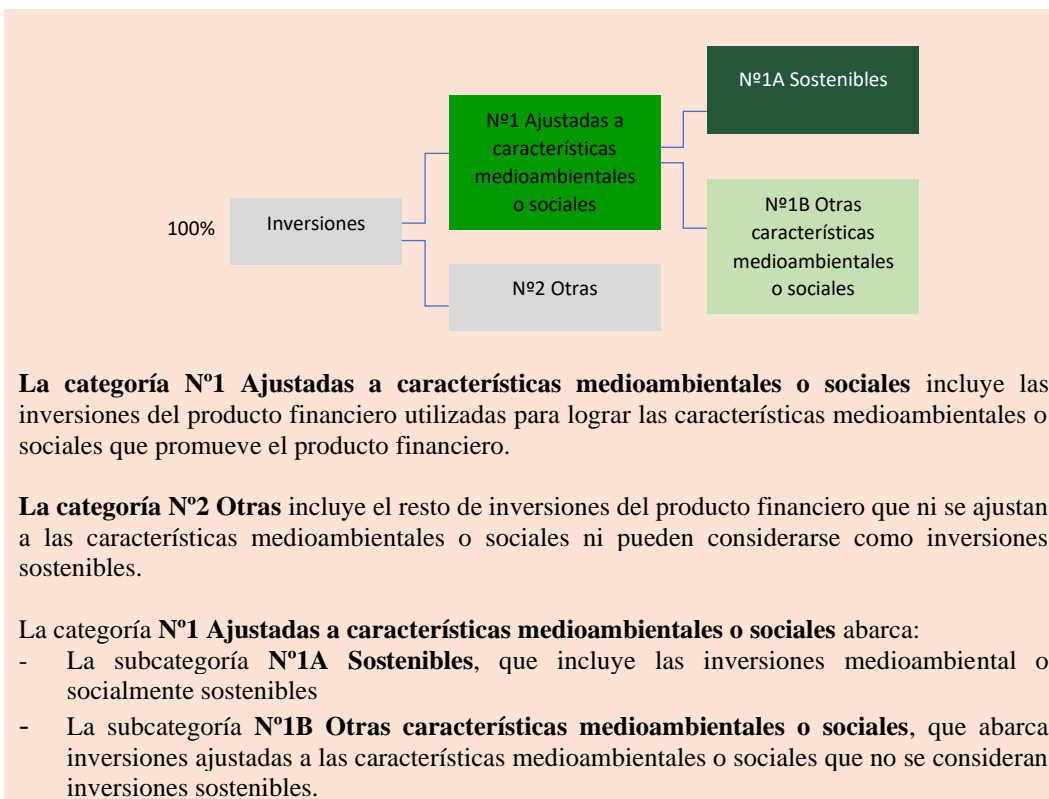 Nº1A Sostenibles
Nº1 Ajustadas a
características
medioambientales
o sociales
Nº1B Otras
características
medioambientales
o sociales
100%
Inversiones
Nº2 Otras
La categoría Nº1 Ajustadas a características medioambientales o sociales incluye las
inversiones del producto financiero utilizadas para lograr las características medioambientales o
sociales que promueve el producto financiero.
La categoría Nº2 Otras incluye el resto de inversiones del producto financiero que ni se ajustan
a las características medioambientales o sociales ni pueden considerarse como inversiones
sostenibles.
La categoría Nº1 Ajustadas a características medioambientales o sociales abarca:
- La subcategoría Nº1A Sostenibles, que incluye las inversiones medioambiental o
socialmente sostenibles
- La subcategoría Nº1B Otras características medioambientales o sociales, que abarca
inversiones ajustadas a las características medioambientales o sociales que no se consideran
inversiones sostenibles.